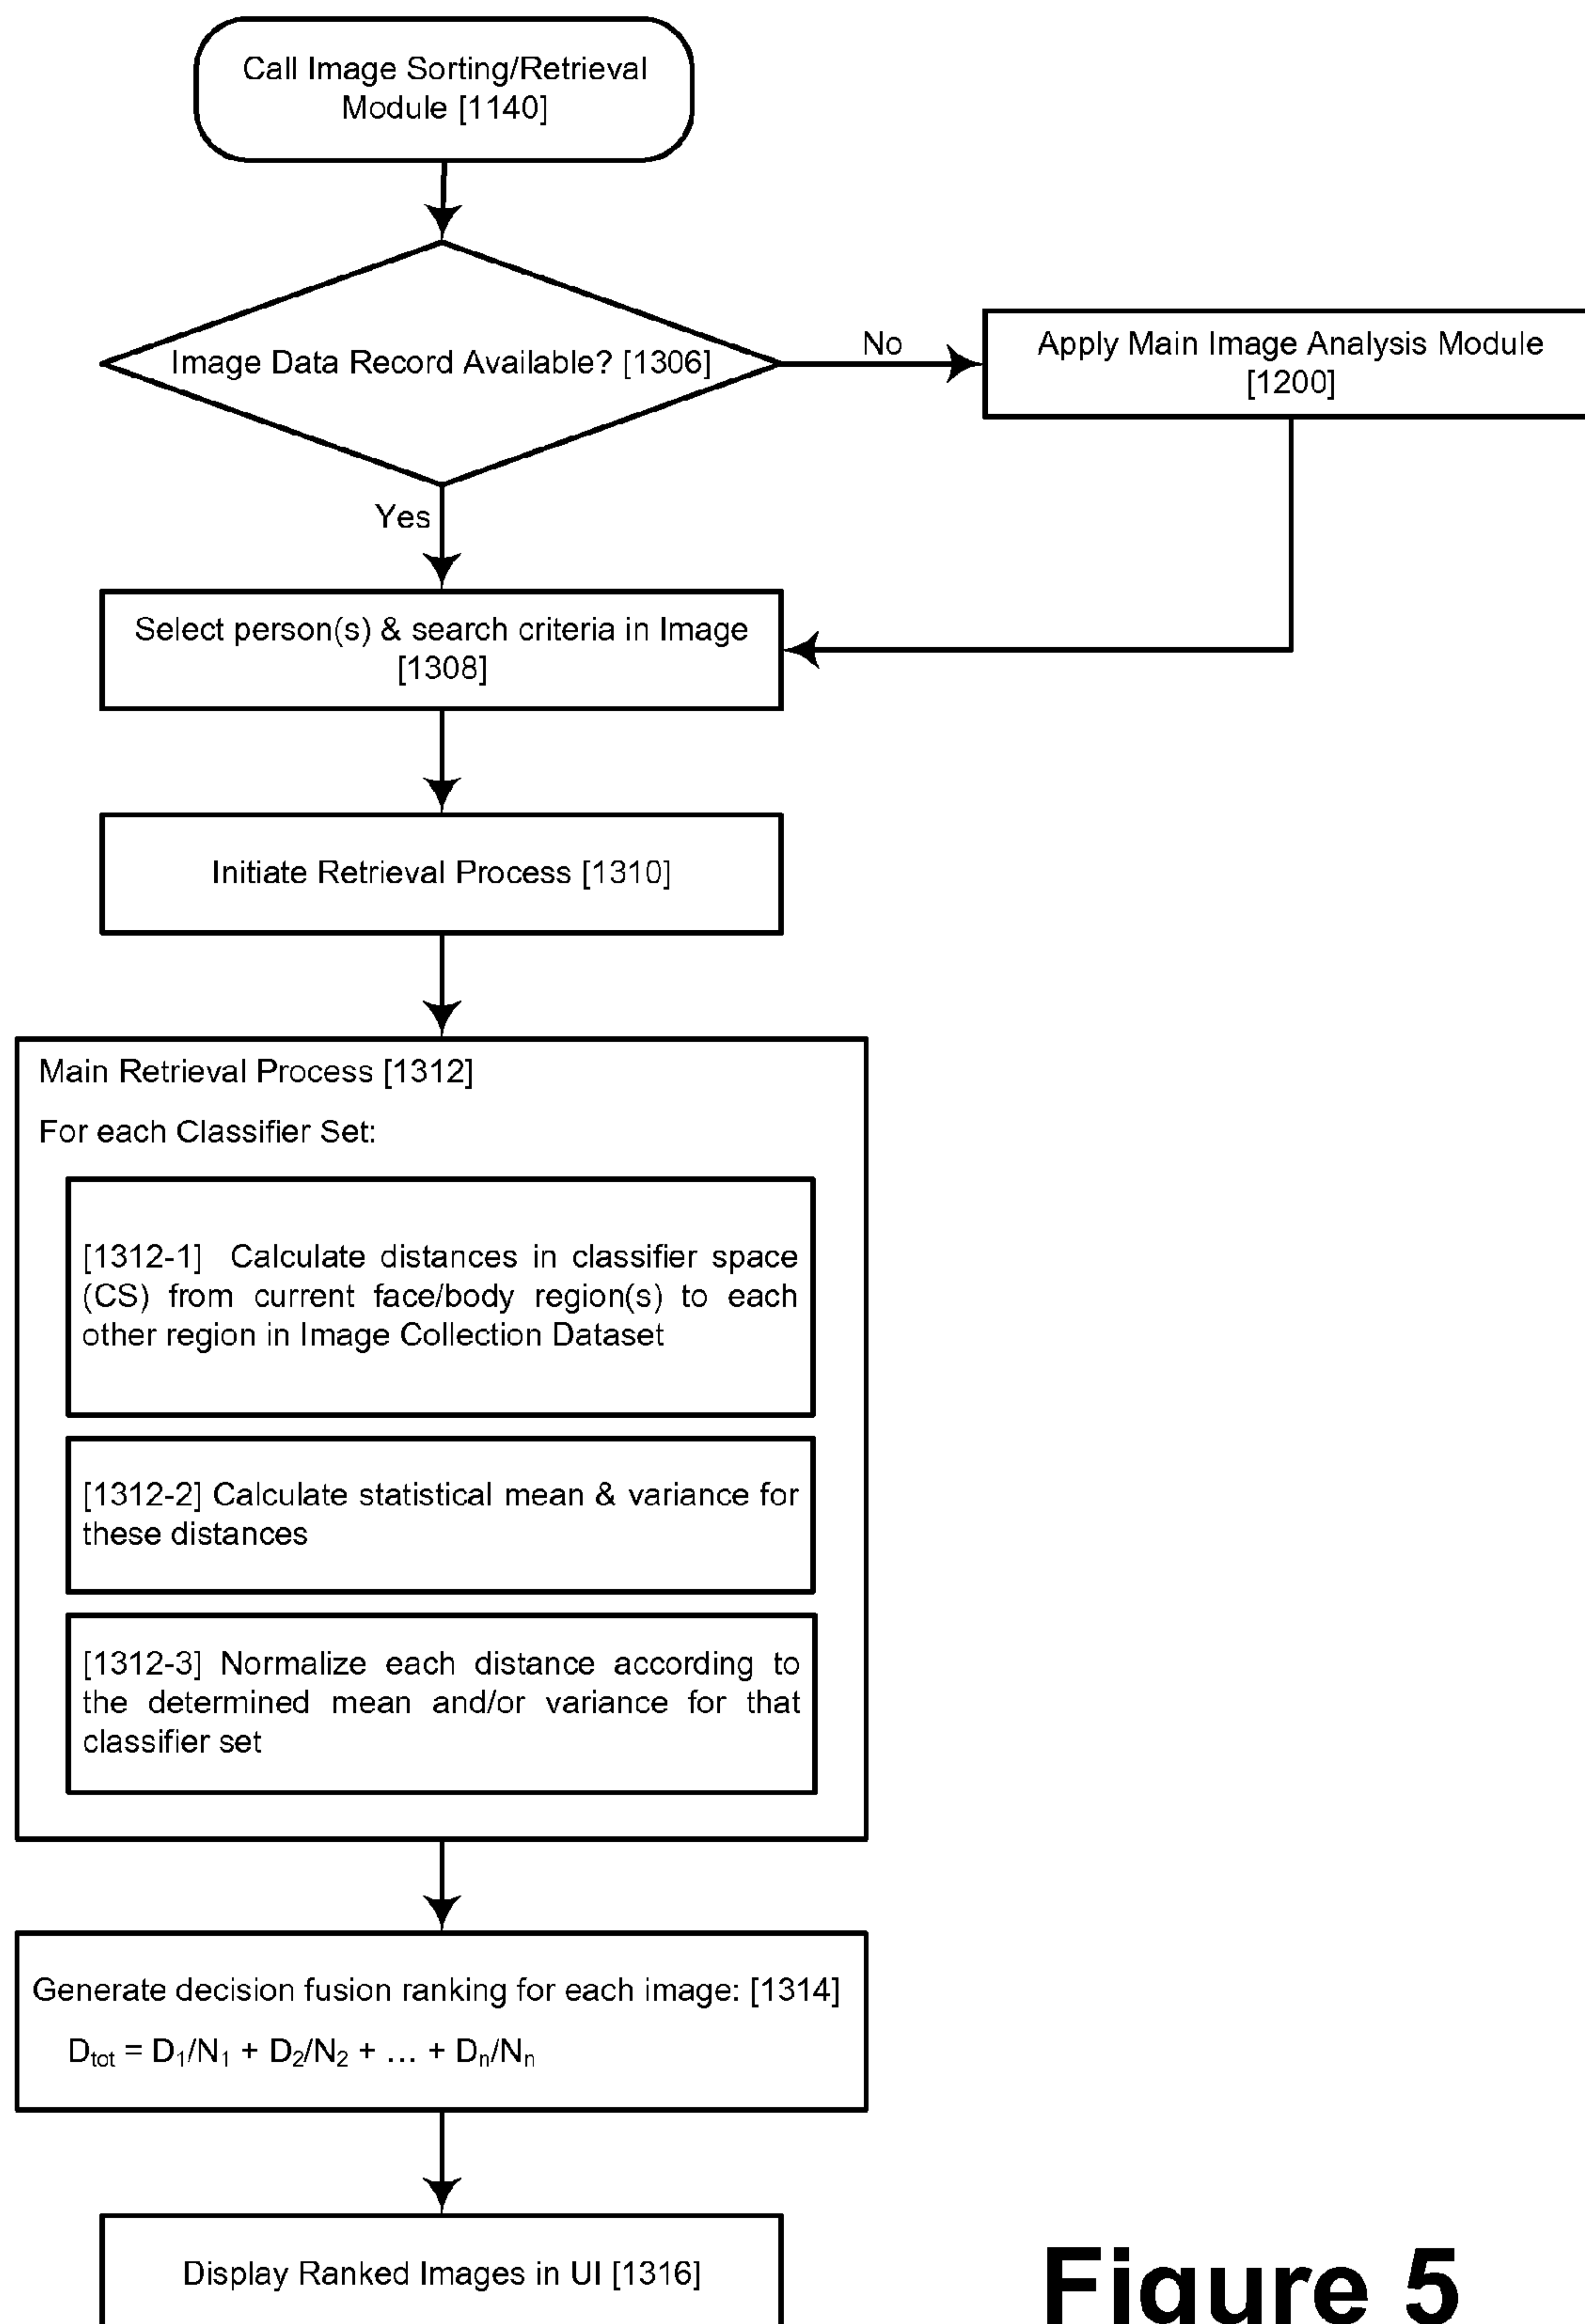 Call Image Sorting/Retrieval
Module [1140]
Image Data Record Available? [1306]
No
Apply Main Image Analysis Module
[1200]
Yes
Select person(s) & search criteria in Image
[1308]
Initiate Retrieval Process [1310]
Main Retrieval Process [1312]
For each Classifier Set:
[1312-1] Calculate distances in classifier space
(CS) from current face/body region(s) to each
other region in Image Collection Dataset
[1312-2] Calculate statistical mean & variance for
these distances
[1312-3] Normalize each distance according to
the determined mean and/or variance for that
classifier set
Generate decision fusion ranking for each image: [1314]
Dtot = D1/N1 + D2/N2 + ... + Dn/Nn
Display Ranked Images in UI [1316]
Figure 5